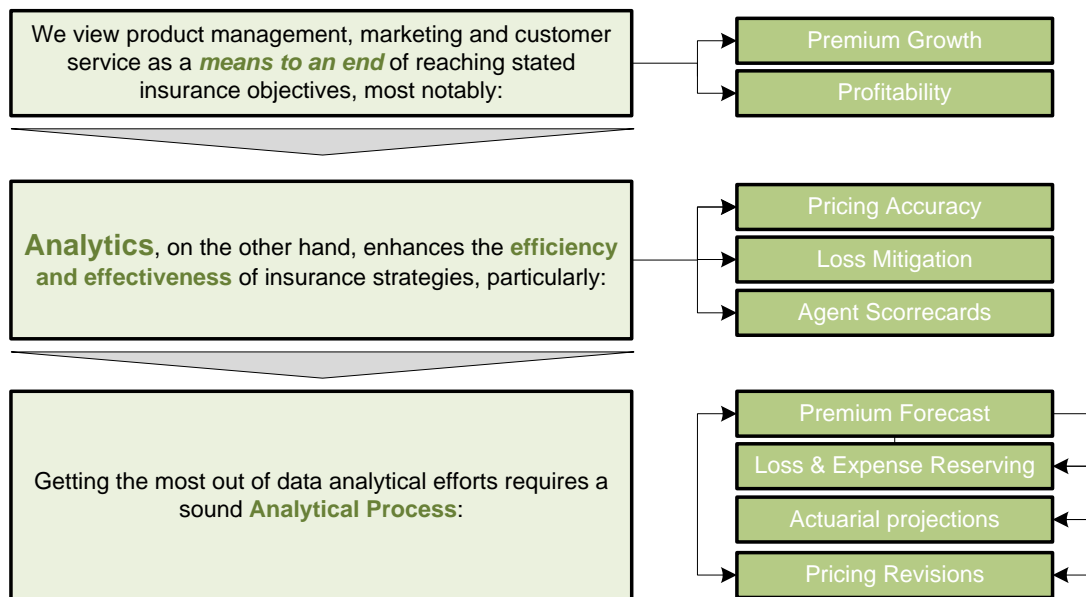 We view product management, marketing and customer
service as a means to an end of reaching stated
insurance objectives, most notably:
Premium Growth
Profitability
Analytics, on the other hand, enhances the efficiency
and effectiveness of insurance strategies, particularly:
Pricing Accuracy
Loss Mitigation
Agent Scorrecards
Getting the most out of data analytical efforts requires a
sound Analytical Process:
Premium Forecast
Loss & Expense Reserving
Actuarial projections
Pricing Revisions